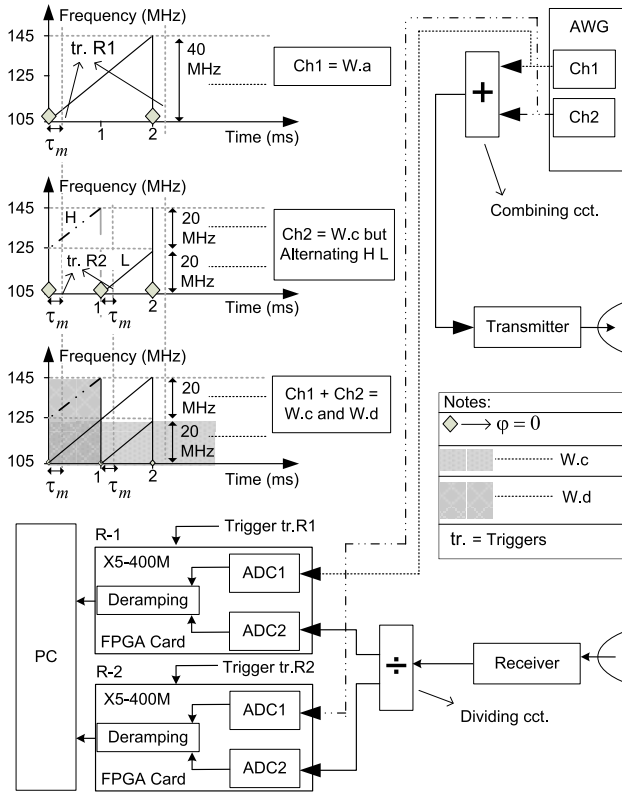 Frequency (MHz)
145
tr. R1
125
40
MHz
105
τm
1
2
Time (ms)
Ch1 = W.a
AWG
Ch1
Ch2
+
Combining cct.
Frequency (MHz)
145
H
20
MHz
125
tr. R2
L
20
MHz
105
τm
1
τm
2
Time (ms)
Ch2 = W.c but
Alternating H L
Transmitter
Frequency (MHz)
145
20
MHz
125
20
MHz
105
τm
1
τm
2
Time (ms)
Ch1 + Ch2 =
W.c and W.d
Notes:
φ = 0
W.c
W.d
tr. = Triggers
PC
R-1
Trigger tr.R1
X5-400M
ADC1
Deramping
ADC2
FPGA Card
R-2
Trigger tr.R2
X5-400M
ADC1
Deramping
ADC2
FPGA Card
÷
Receiver
Dividing cct.